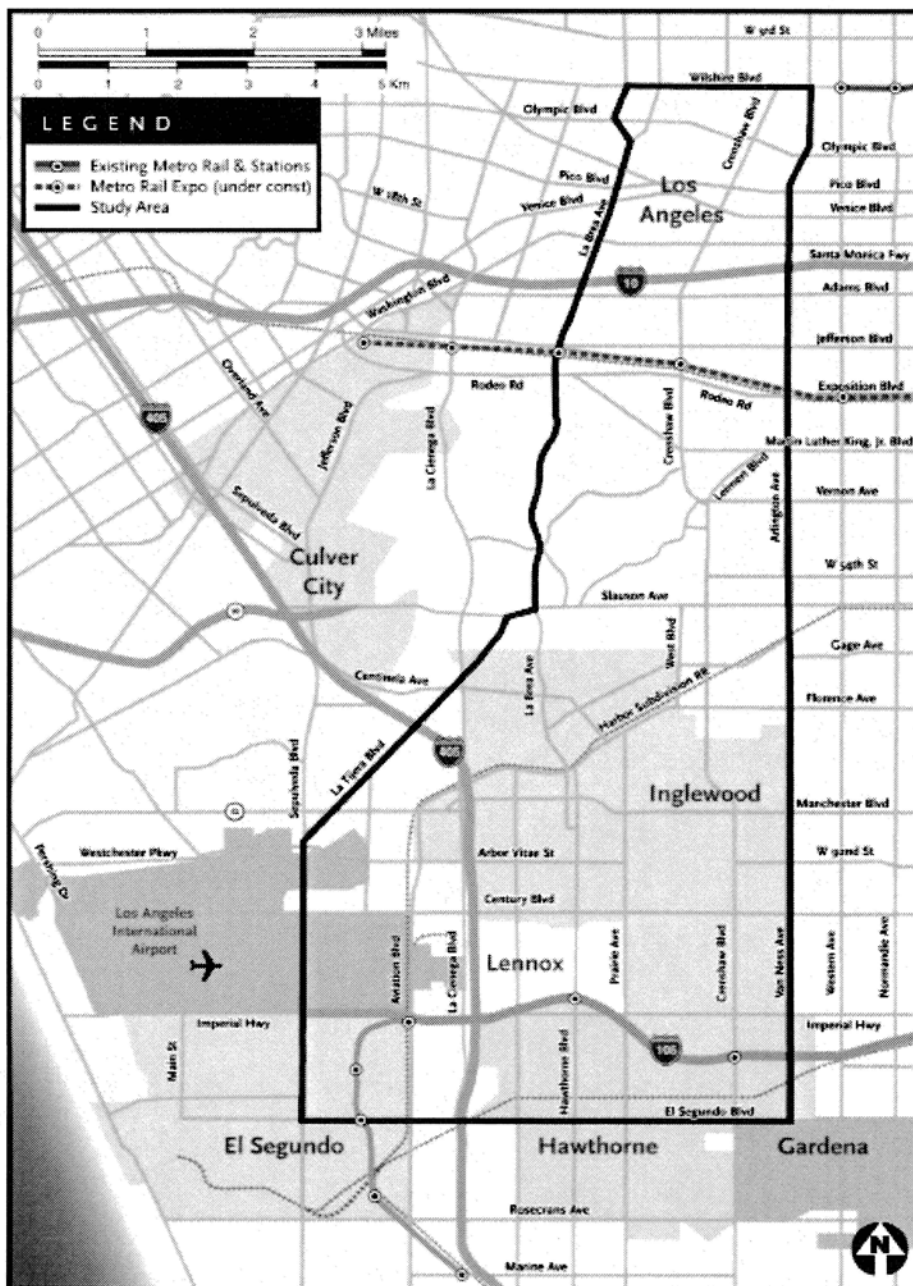 0 1 2 3 Miles
0 1 2 3 4 5 Km
LEGEND
Existing Metro Rail & Stations
Metro Rail Expo (under const)
Study Area
W 3rd St
Wilshire Blvd
Olympic Blvd
Crenshaw Blvd
Olympic Blvd
Pico Blvd
Los
Angeles
Pico Blvd
W 18th St
Venice Blvd
Venice Blvd
La Brea Ave
Santa Monica Fwy
10
Adams Blvd
Washington Blvd
Jefferson Blvd
Overland Ave
Rodeo Rd
Exposition Blvd
Rodeo Rd
405
Jefferson Blvd
La Cienega Blvd
Crenshaw Blvd
Martin Luther King, Jr. Blvd
Leimert Blvd
Sepulveda Blvd
Vernon Ave
Arlington Ave
Culver
City
W 54th St
Slauson Ave
West Blvd
Gage Ave
Centinela Ave
La Brea Ave
Harbor Subdivision RR
Florence Ave
405
Sepulveda Blvd
La Tijera Blvd
Inglewood
Manchester Blvd
Westchester Pkwy
Arbor Vitae St
W 92nd St
Pershing Dr
Century Blvd
Los Angeles
International
Airport
Aviation Blvd
La Cienega Blvd
Lennox
Prairie Ave
Crenshaw Blvd
Van Ness Ave
Western Ave
Normandie Ave
Imperial Hwy
Imperial Hwy
Main St
Hawthorne Blvd
105
El Segundo Blvd
El Segundo
Hawthorne
Gardena
Rosecrans Ave
Marine Ave
N